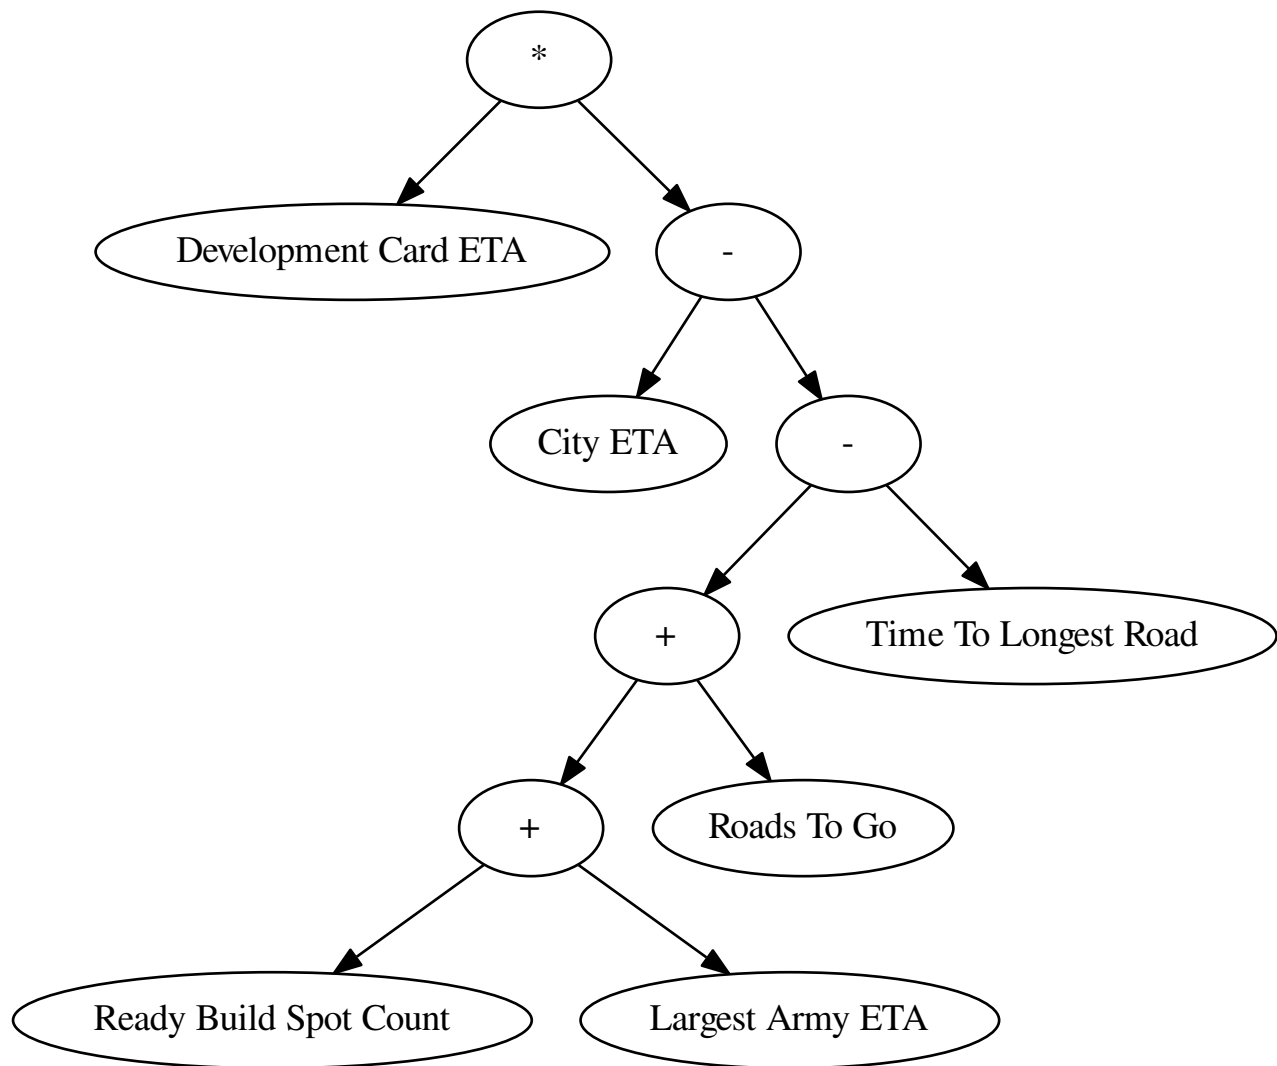 *
Development Card ETA
-
City ETA
-
+
Time To Longest Road
+
Roads To Go
Ready Build Spot Count
Largest Army ETA